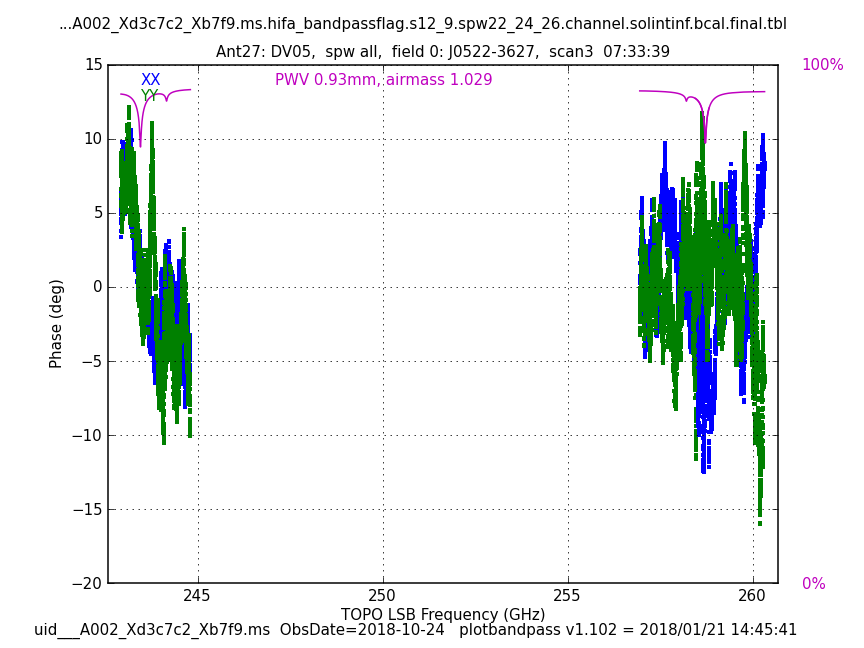 ...A002_Xd3c7c2_Xb7f9.ms.hifa_bandpassflag.s12_9.spw22_24_26.channel.solintinf.bcal.final.tbl
Ant27: DV05,  spw all,  field 0: J0522-3627,  scan3  07:33:39
XX
YY
PWV 0.93mm, airmass 1.029
100%
0%
15
10
5
0
−5
−10
−15
−20
Phase (deg)
245
250
255
260
TOPO LSB Frequency (GHz)
uid___A002_Xd3c7c2_Xb7f9.ms  ObsDate=2018-10-24   plotbandpass v1.102 = 2018/01/21 14:45:41